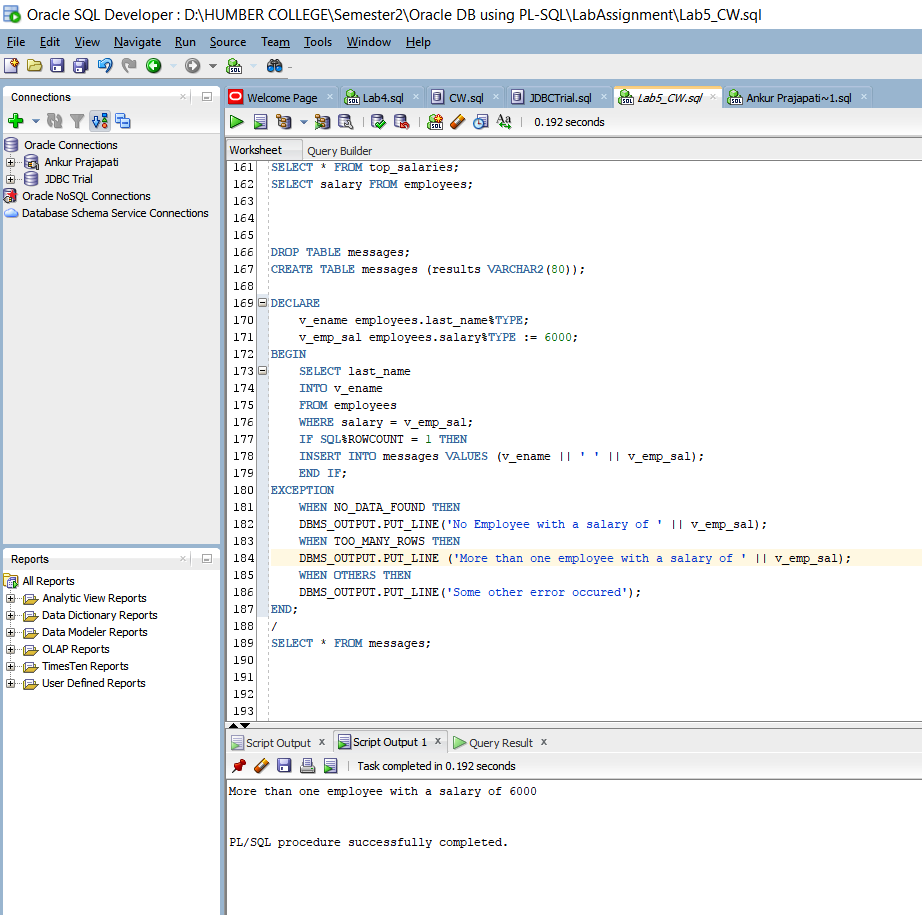 Oracle SQL Developer : D:\HUMBER COLLEGE\Semester2\Oracle DB using PL-SQL\LabAssignment\Lab5_CW.sql
File Edit View Navigate Run Source Team Tools Window Help
Connections
Oracle Connections
Ankur Prajapati
JDBC Trial
Oracle NoSQL Connections
Database Schema Service Connections
Reports
All Reports
Analytic View Reports
Data Dictionary Reports
Data Modeler Reports
OLAP Reports
TimesTen Reports
User Defined Reports
Welcome Page Lab4.sql CW.sql JDBCTrial.sql Lab5_CW.sql Ankur Prajapati~1.sql
0.192 seconds
Worksheet Query Builder
161 SELECT * FROM top_salaries;
162 SELECT salary FROM employees;
163
164
165
166 DROP TABLE messages;
167 CREATE TABLE messages (results VARCHAR2(80));
168
169 DECLARE
170 v_ename employees.last_name%TYPE;
171 v_emp_sal employees.salary%TYPE := 6000;
172 BEGIN
173 SELECT last_name
174 INTO v_ename
175 FROM employees
176 WHERE salary = v_emp_sal;
177 IF SQL%ROWCOUNT = 1 THEN
178 INSERT INTO messages VALUES (v_ename || ' ' || v_emp_sal);
179 END IF;
180 EXCEPTION
181 WHEN NO_DATA_FOUND THEN
182 DBMS_OUTPUT.PUT_LINE('No Employee with a salary of ' || v_emp_sal);
183 WHEN TOO_MANY_ROWS THEN
184 DBMS_OUTPUT.PUT_LINE ('More than one employee with a salary of ' || v_emp_sal);
185 WHEN OTHERS THEN
186 DBMS_OUTPUT.PUT_LINE('Some other error occured');
187 END;
188 /
189 SELECT * FROM messages;
190
191
192
193
Script Output x Script Output 1 x Query Result x
Task completed in 0.192 seconds
More than one employee with a salary of 6000
PL/SQL procedure successfully completed.